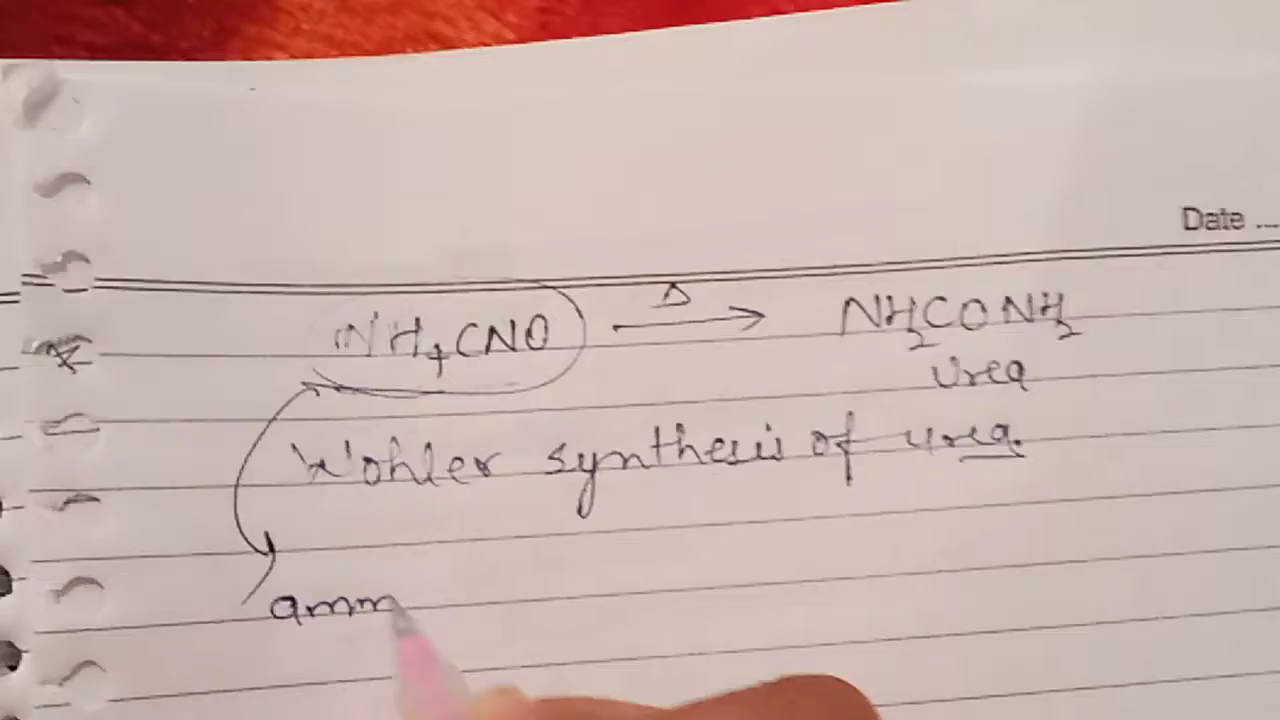 Date ...
NH₄CNO —Δ→ NH₂CONH₂
Urea
Wohler synthesis of urea.
amm